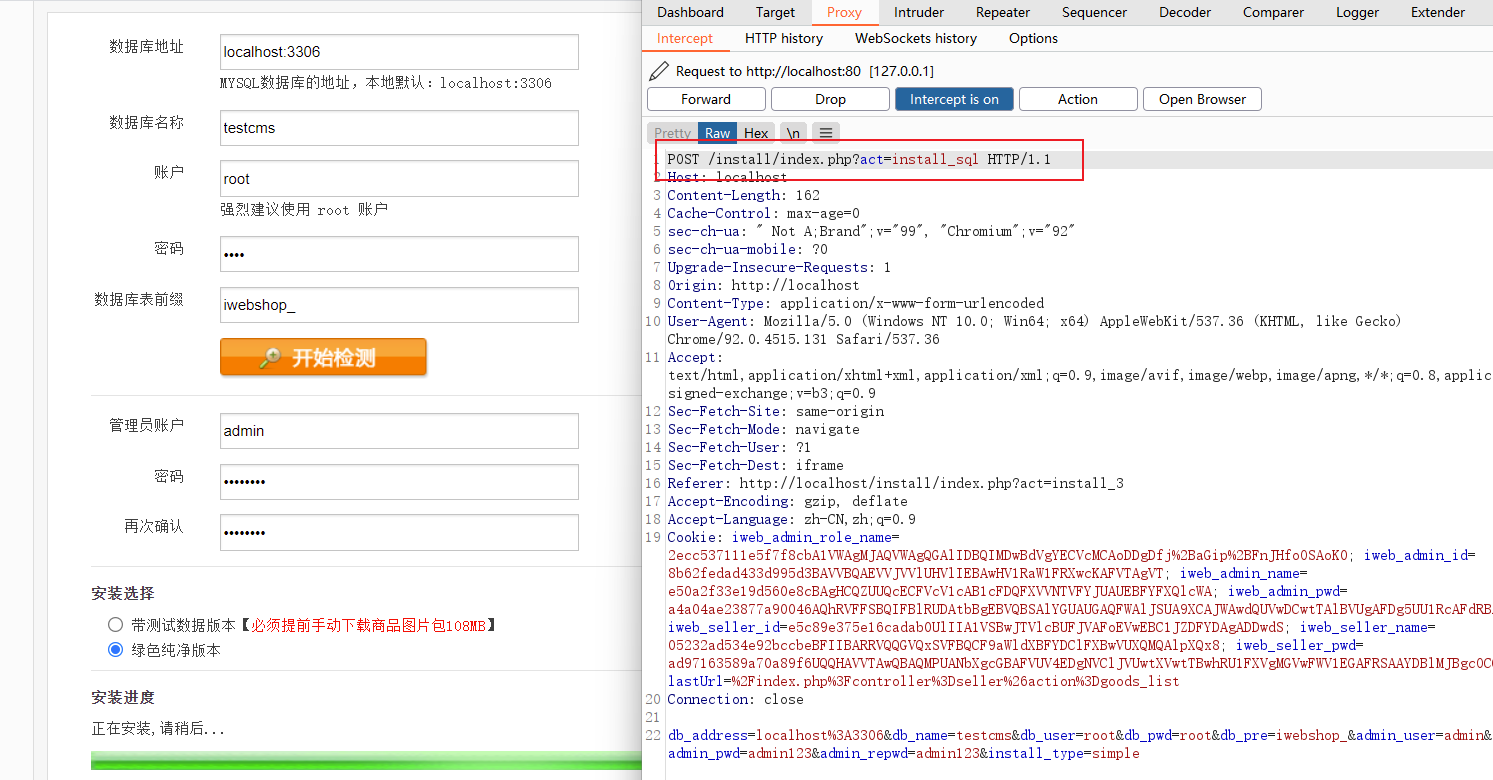 数据库地址
localhost:3306
MYSQL数据库的地址，本地默认：localhost:3306
数据库名称
testcms
账户
root
强烈建议使用 root 账户
密码
••••
数据库表前缀
iwebshop_
开始检测
管理员账户
admin
密码
••••••••
再次确认
••••••••
安装选择
带测试数据版本【必须提前手动下载商品图片包108MB】
绿色纯净版本
安装进度
正在安装,请稍后...
Dashboard Target Proxy Intruder Repeater Sequencer Decoder Comparer Logger Extender
Intercept HTTP history WebSockets history Options
Request to http://localhost:80 [127.0.0.1]
Forward Drop Intercept is on Action Open Browser
Pretty Raw Hex \n
1 POST /install/index.php?act=install_sql HTTP/1.1
2 Host: localhost
3 Content-Length: 162
4 Cache-Control: max-age=0
5 sec-ch-ua: " Not A;Brand";v="99", "Chromium";v="92"
6 sec-ch-ua-mobile: ?0
7 Upgrade-Insecure-Requests: 1
8 Origin: http://localhost
9 Content-Type: application/x-www-form-urlencoded
10 User-Agent: Mozilla/5.0 (Windows NT 10.0; Win64; x64) AppleWebKit/537.36 (KHTML, like Gecko)
Chrome/92.0.4515.131 Safari/537.36
11 Accept:
text/html,application/xhtml+xml,application/xml;q=0.9,image/avif,image/webp,image/apng,*/*;q=0.8,applic
signed-exchange;v=b3;q=0.9
12 Sec-Fetch-Site: same-origin
13 Sec-Fetch-Mode: navigate
14 Sec-Fetch-User: ?1
15 Sec-Fetch-Dest: iframe
16 Referer: http://localhost/install/index.php?act=install_3
17 Accept-Encoding: gzip, deflate
18 Accept-Language: zh-CN,zh;q=0.9
19 Cookie: iweb_admin_role_name=
iweb_admin_id=
iweb_admin_name=
iweb_admin_pwd=
iweb_seller_id= iweb_seller_name=
iweb_seller_pwd=
lastUrl=%2Findex.php%3Fcontroller%3Dseller%26action%3Dgoods_list
20 Connection: close
21
22 db_address=localhost%3A3306&db_name=testcms&db_user=root&db_pwd=root&db_pre=iwebshop_&admin_user=admin&
admin_pwd=admin123&admin_repwd=admin123&install_type=simple